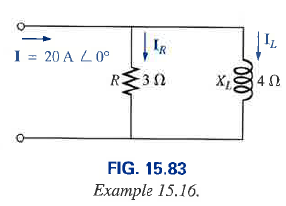 I = 20 A ∠ 0°
I_R
R 3 Ω
I_L
X_L 4 Ω
FIG. 15.83
Example 15.16.